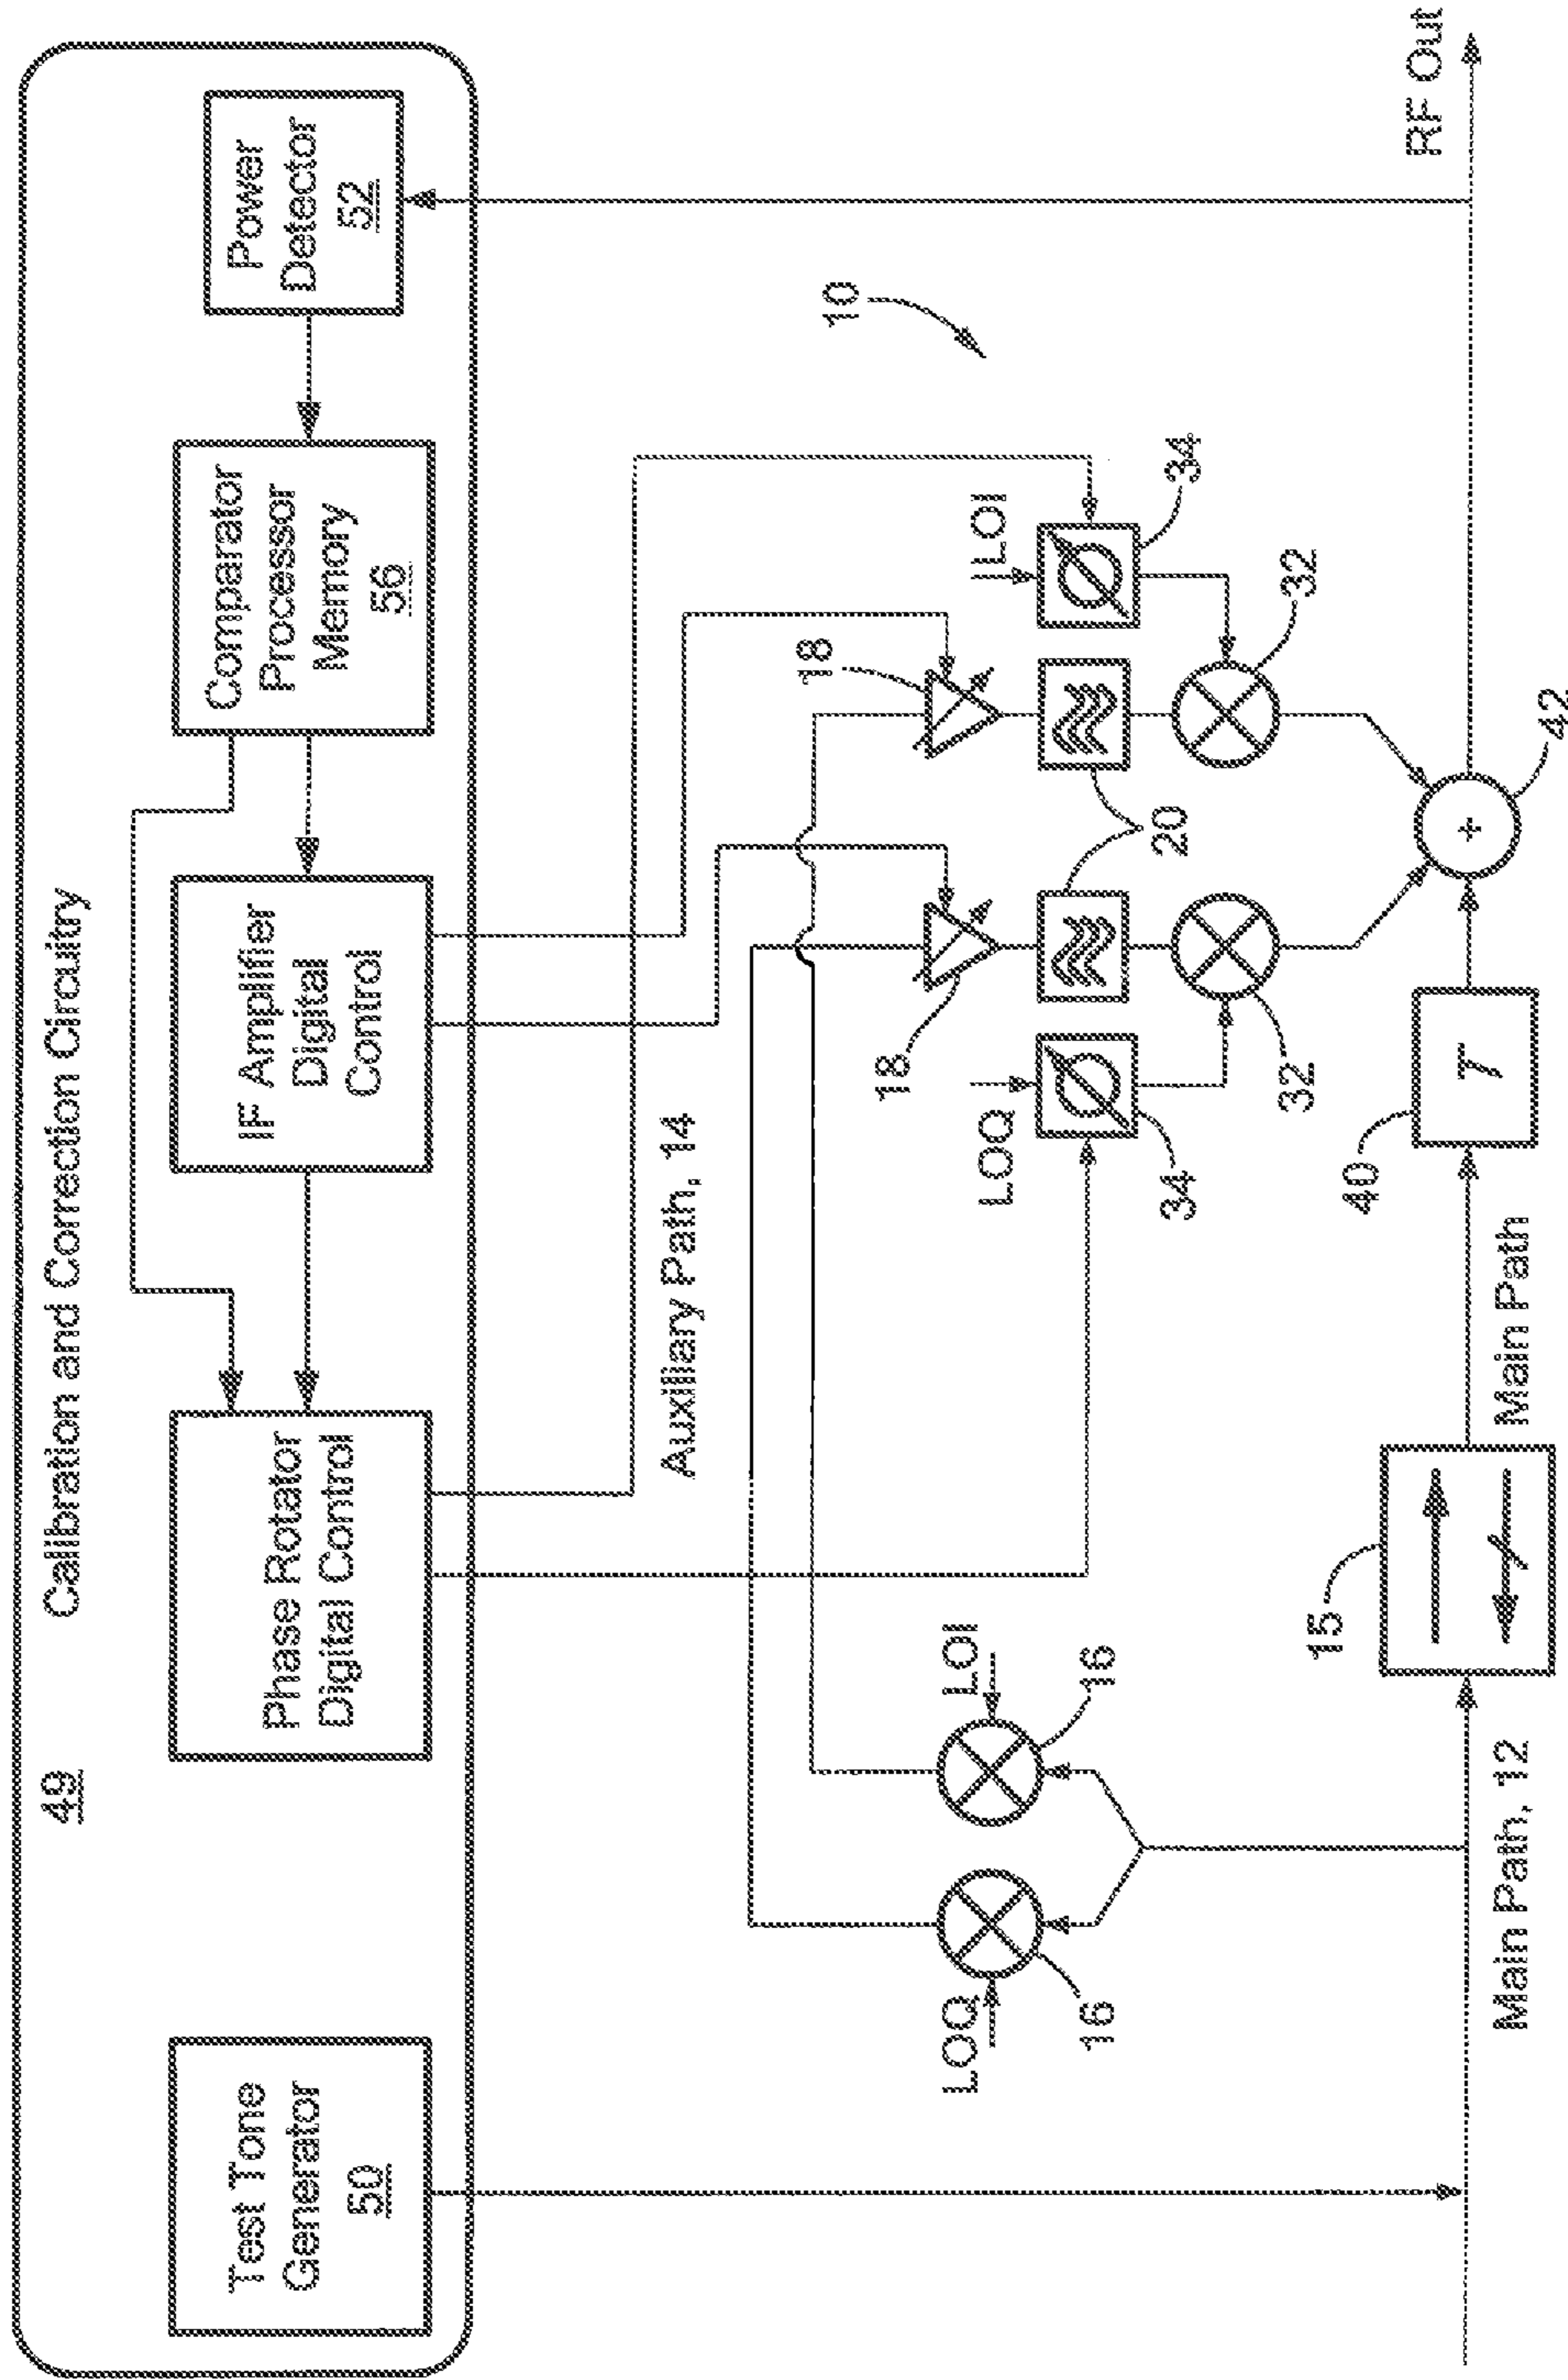 49
Calibration and Correction Circuitry
Test Tone
Generator
50
Phase Rotator
Digital Control
IF Amplifier
Digital
Control
Comparator
Processor
Memory
56
Power
Detector
52
Auxiliary Path, 14
10
LOQ
16
LOI
16
LOQ
34
18
18
20
LOI
34
32
32
15
40
T
+
42
Main Path, 12
Main Path
RF Out